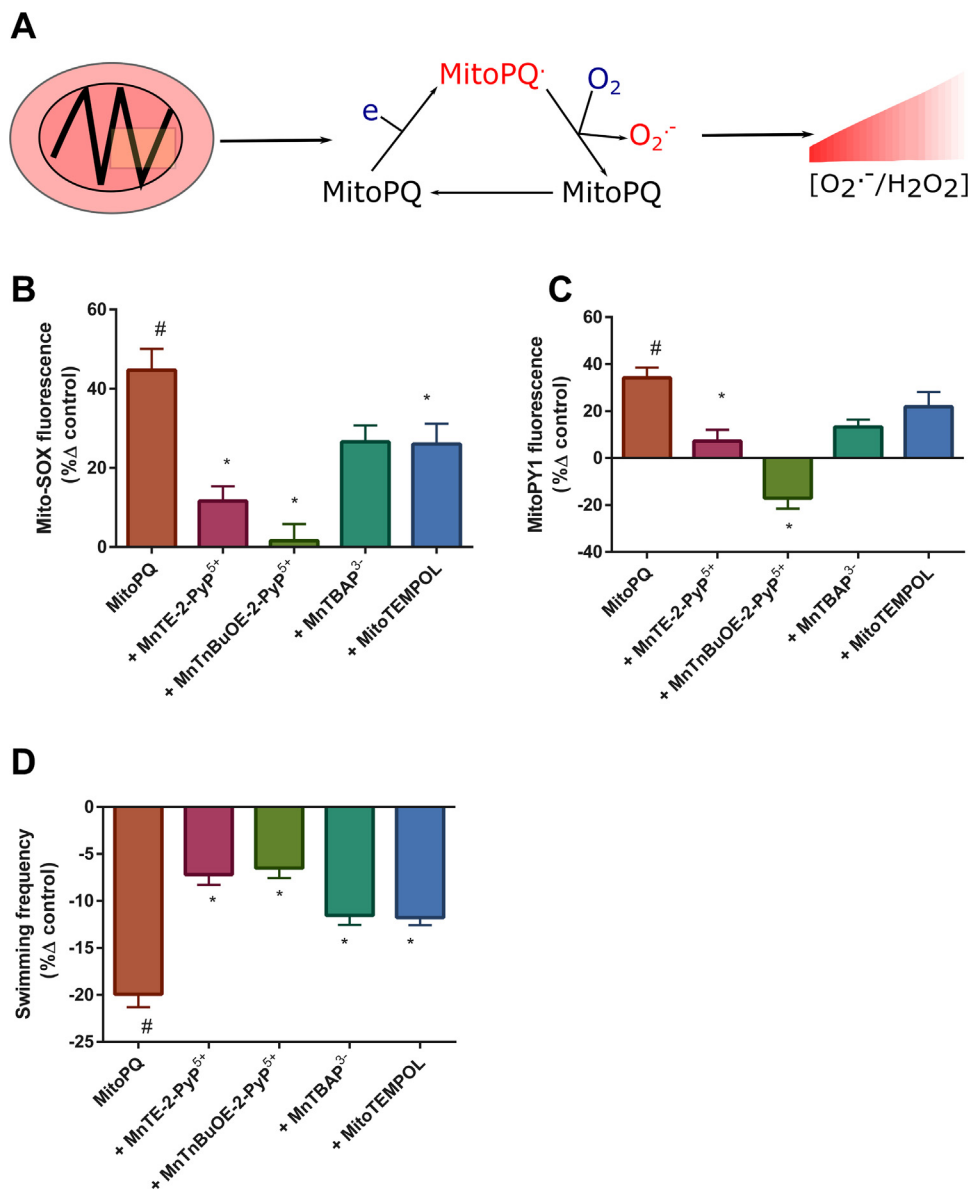 A
MitoPQ·
O₂
e
O₂·⁻
MitoPQ
MitoPQ
[O₂·⁻/H₂O₂]
B
Mito-SOX fluorescence
(%Δ control)
60
40
20
0
#
*
*
*
MitoPQ
+ MnTE-2-PyP⁵⁺
+ MnTnBuOE-2-PyP⁵⁺
+ MnTBAP³⁻
+ MitoTEMPOL
C
MitoPY1 fluorescence
(%Δ control)
60
40
20
0
-20
-40
#
*
*
MitoPQ
+ MnTE-2-PyP⁵⁺
+ MnTnBuOE-2-PyP⁵⁺
+ MnTBAP³⁻
+ MitoTEMPOL
D
Swimming frequency
(%Δ control)
0
-5
-10
-15
-20
-25
#
*
*
*
*
MitoPQ
+ MnTE-2-PyP⁵⁺
+ MnTnBuOE-2-PyP⁵⁺
+ MnTBAP³⁻
+ MitoTEMPOL